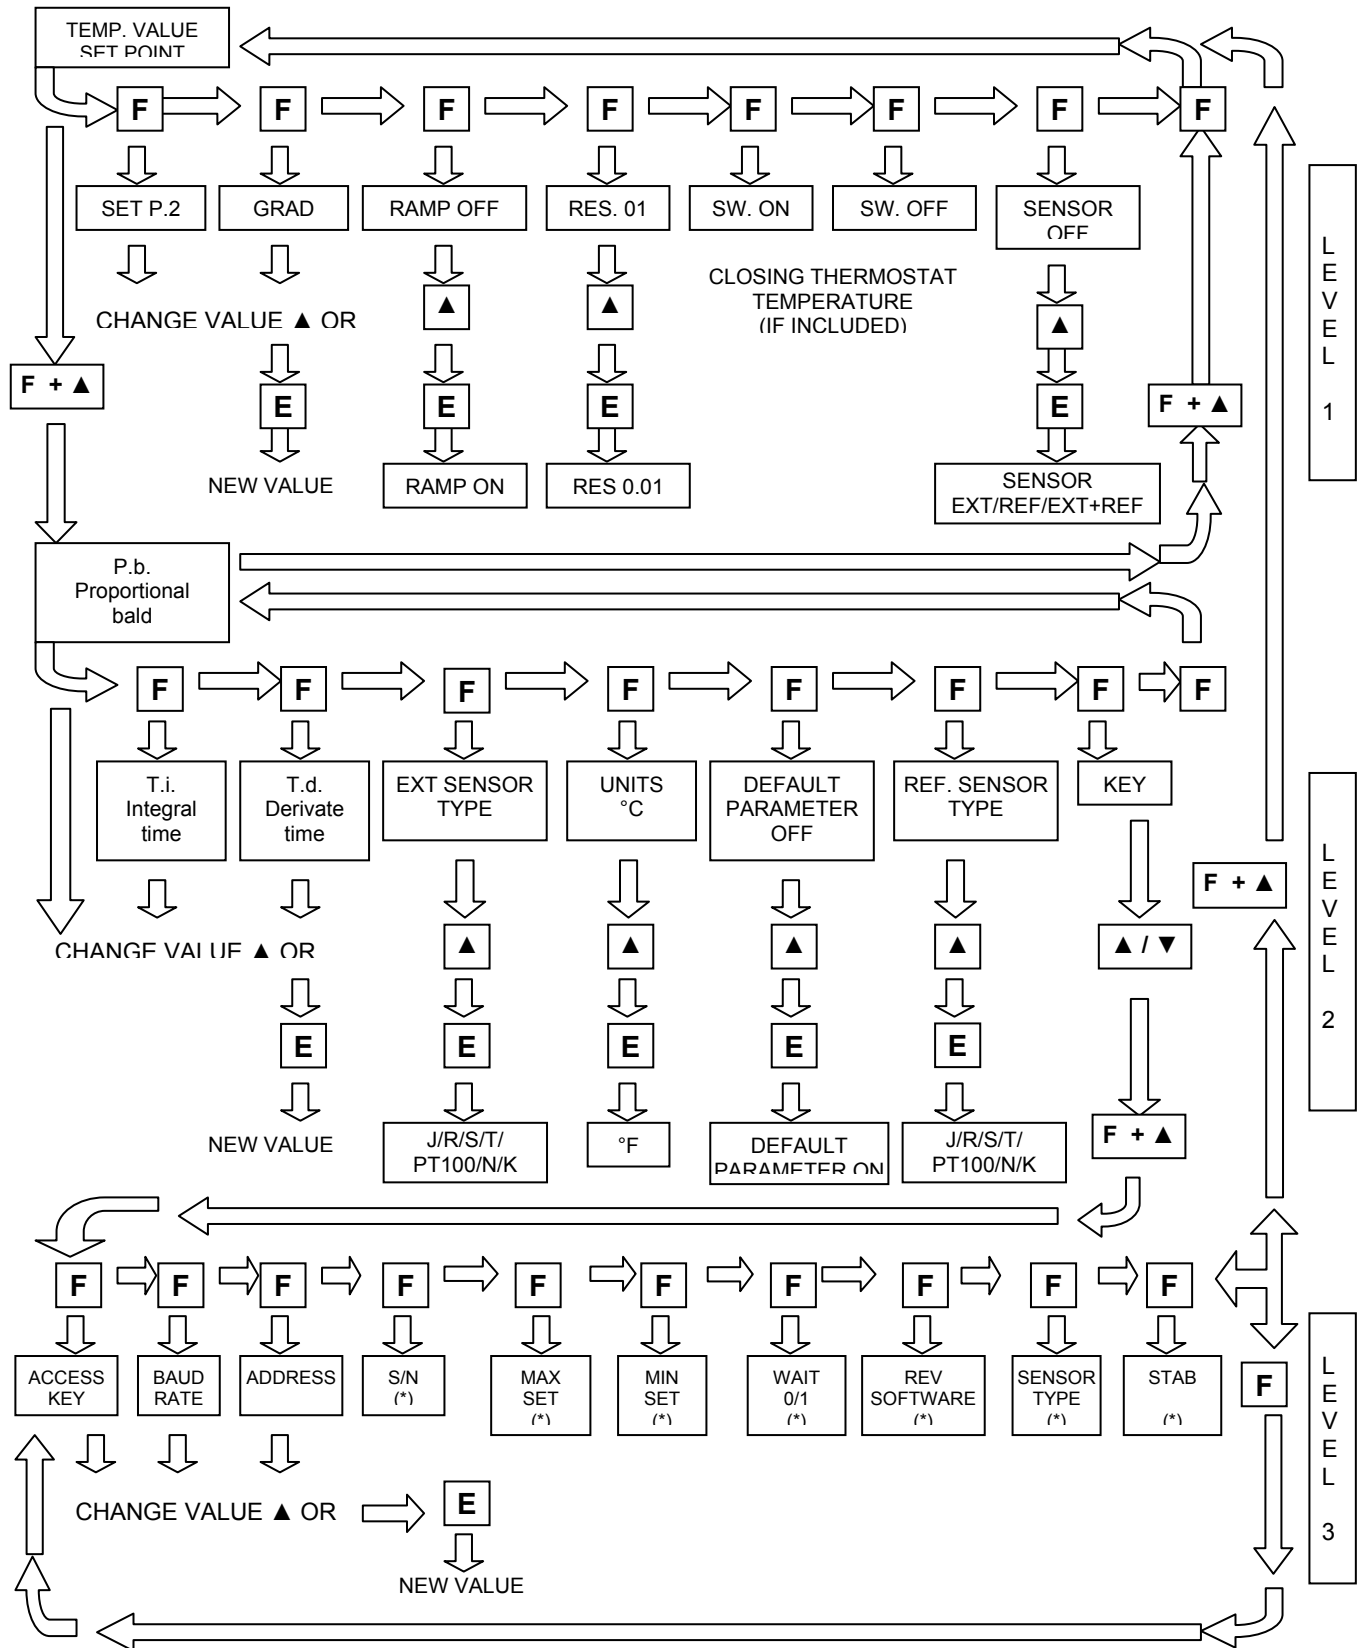 TEMP. VALUE
SET POINT
F F F F F F F F
SET P.2
GRAD
RAMP OFF
RES. 01
SW. ON
SW. OFF
SENSOR
OFF
CLOSING THERMOSTAT
TEMPERATURE
(IF INCLUDED)
▲ ▲ ▲
CHANGE VALUE ▲ OR
F + ▲
E E E E
F + ▲
NEW VALUE
RAMP ON
RES 0.01
SENSOR
EXT/REF/EXT+REF
LEVEL 1
P.b.
Proportional
bald
F F F F F F F F
T.i.
Integral
time
T.d.
Derivate
time
EXT SENSOR
TYPE
UNITS
°C
DEFAULT
PARAMETER
OFF
REF. SENSOR
TYPE
KEY
F + ▲
CHANGE VALUE ▲ OR
▲ ▲ ▲ ▲ ▲ / ▼
E E E E E
NEW VALUE
J/R/S/T/
PT100/N/K
°F
DEFAULT
PARAMETER ON
J/R/S/T/
PT100/N/K
F + ▲
LEVEL 2
F F F F F F F F F F
ACCESS
KEY
BAUD
RATE
ADDRESS
S/N
(*)
MAX
SET
(*)
MIN
SET
(*)
WAIT
0/1
(*)
REV
SOFTWARE
(*)
SENSOR
TYPE
(*)
STAB
(*)
F
CHANGE VALUE ▲ OR
E
NEW VALUE
LEVEL 3